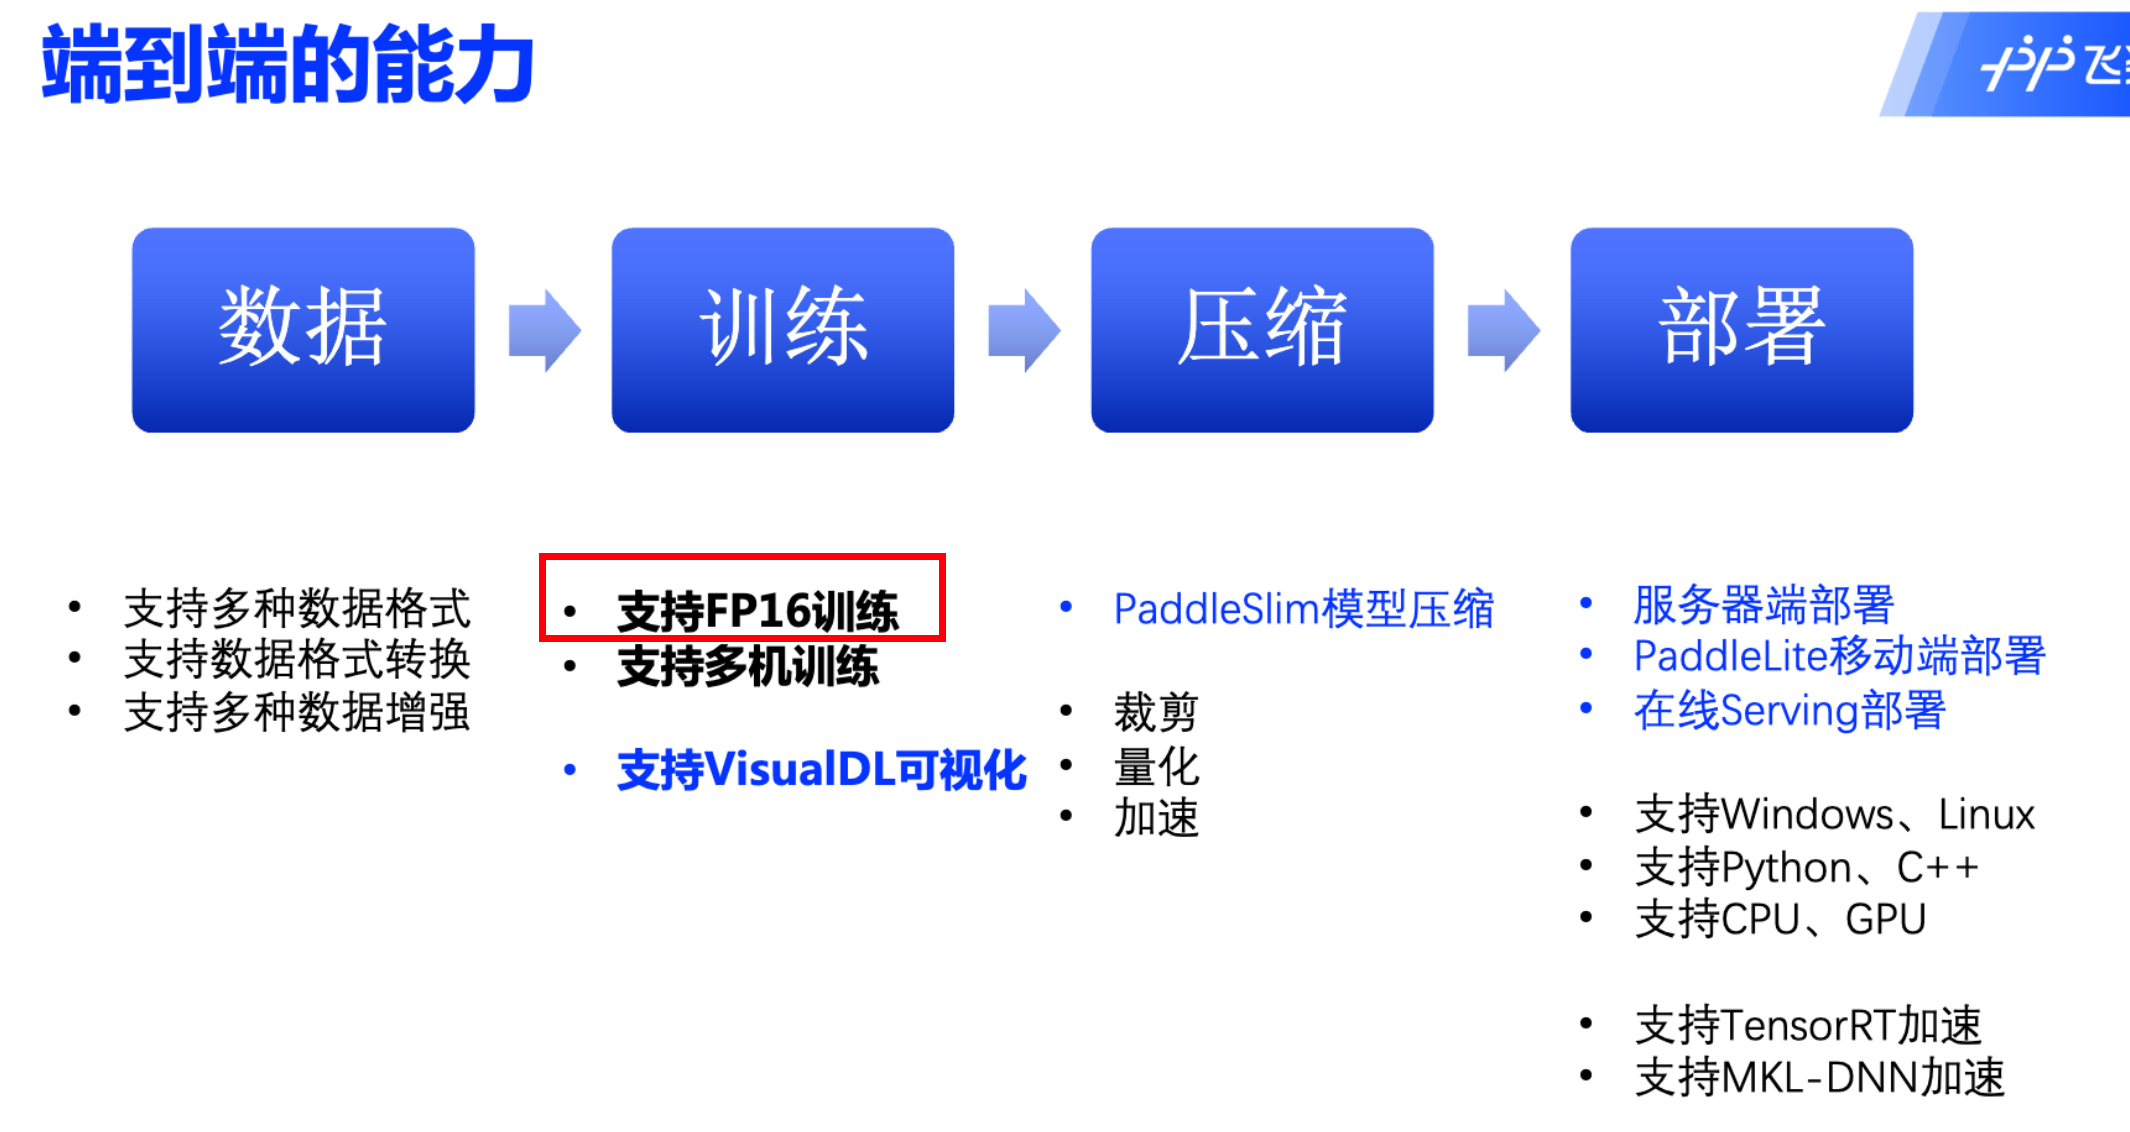 端到端的能力
飞
数据
训练
压缩
部署
• 支持多种数据格式
• 支持数据格式转换
• 支持多种数据增强
• 支持FP16训练
• 支持多机训练
• 支持VisualDL可视化
• PaddleSlim模型压缩
• 裁剪
• 量化
• 加速
• 服务器端部署
• PaddleLite移动端部署
• 在线Serving部署
• 支持Windows、Linux
• 支持Python、C++
• 支持CPU、GPU
• 支持TensorRT加速
• 支持MKL-DNN加速